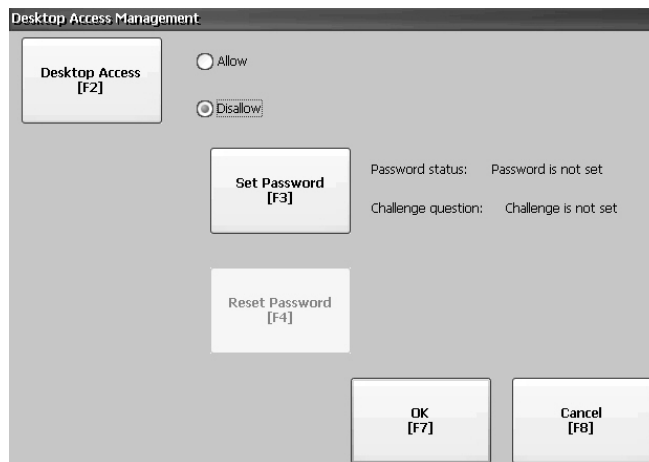 Desktop Access Management
Desktop Access
[F2]
Allow
Disallow
Set Password
[F3]
Password status: Password is not set
Challenge question: Challenge is not set
Reset Password
[F4]
OK
[F7]
Cancel
[F8]